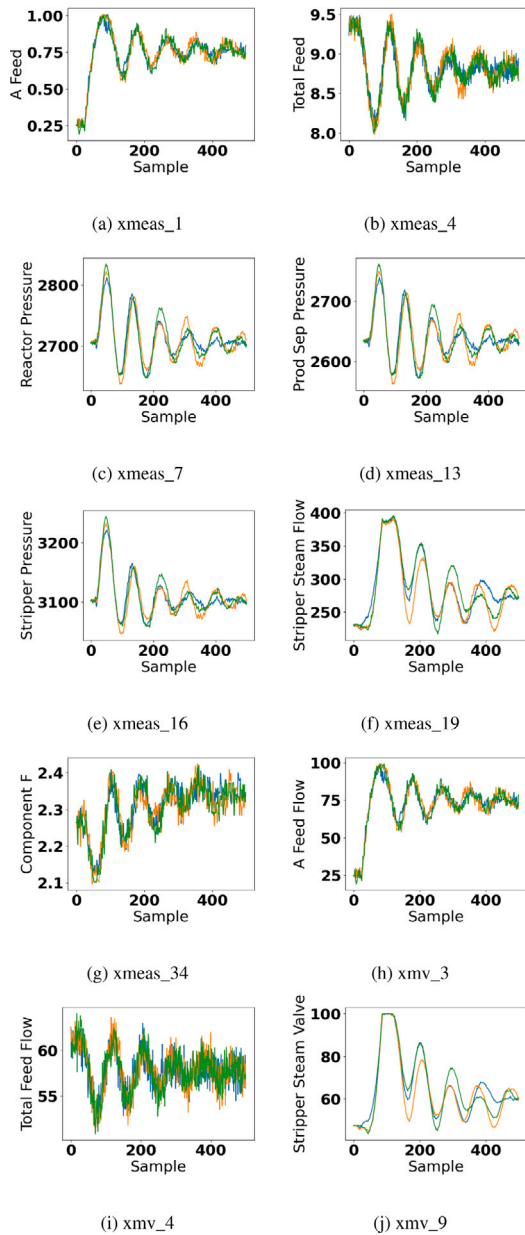 1.00
0.75
0.50
0.25
A Feed
0 200 400
Sample
(a) xmeas_1
9.5
9.0
8.5
8.0
Total Feed
0 200 400
Sample
(b) xmeas_4
2800
2700
Reactor Pressure
0 200 400
Sample
(c) xmeas_7
2700
2600
Prod Sep Pressure
0 200 400
Sample
(d) xmeas_13
3200
3100
Stripper Pressure
0 200 400
Sample
(e) xmeas_16
400
350
300
250
Stripper Steam Flow
0 200 400
Sample
(f) xmeas_19
2.4
2.3
2.2
2.1
Component F
0 200 400
Sample
(g) xmeas_34
100
75
50
25
A Feed Flow
0 200 400
Sample
(h) xmv_3
60
55
Total Feed Flow
0 200 400
Sample
(i) xmv_4
100
80
60
Stripper Steam Valve
0 200 400
Sample
(j) xmv_9